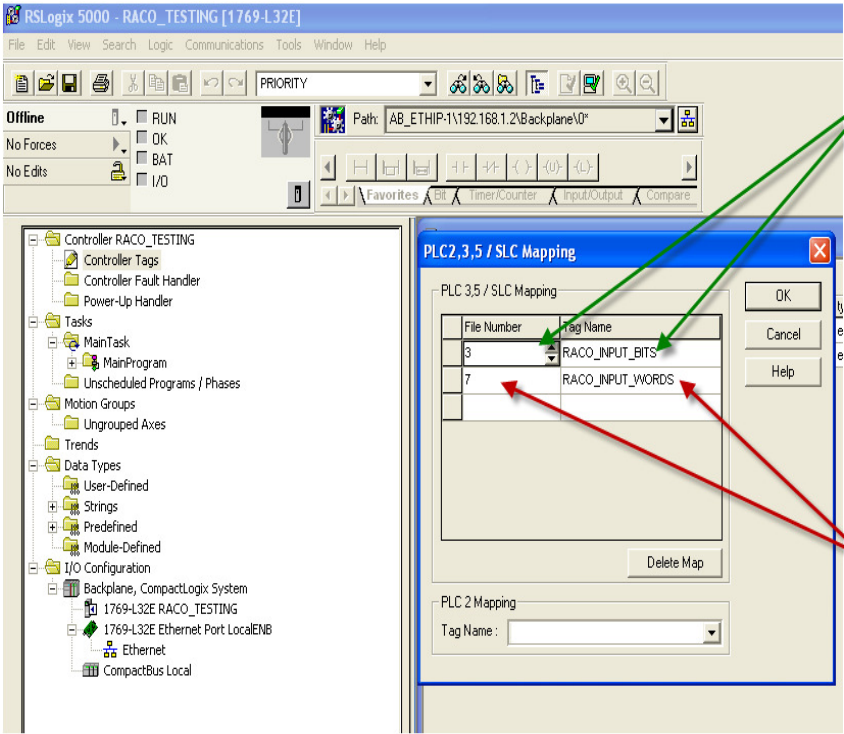 RSLogix 5000 - RACO_TESTING [1769-L32E]
File Edit View Search Logic Communications Tools Window Help
PRIORITY
Offline
RUN
No Forces
OK
No Edits
BAT
I/O
Path: AB_ETHIP-1\192.168.1.2\Backplane\0*
Favorites Bit Timer/Counter Input/Output Compare
Controller RACO_TESTING
Controller Tags
Controller Fault Handler
Power-Up Handler
Tasks
MainTask
MainProgram
Unscheduled Programs / Phases
Motion Groups
Ungrouped Axes
Trends
Data Types
User-Defined
Strings
Predefined
Module-Defined
I/O Configuration
Backplane, CompactLogix System
1769-L32E RACO_TESTING
1769-L32E Ethernet Port LocalENB
Ethernet
CompactBus Local
PLC2,3,5 / SLC Mapping
PLC 3,5 / SLC Mapping
File Number Tag Name
3 RACO_INPUT_BITS
7 RACO_INPUT_WORDS
OK
Cancel
Help
Delete Map
PLC 2 Mapping
Tag Name :